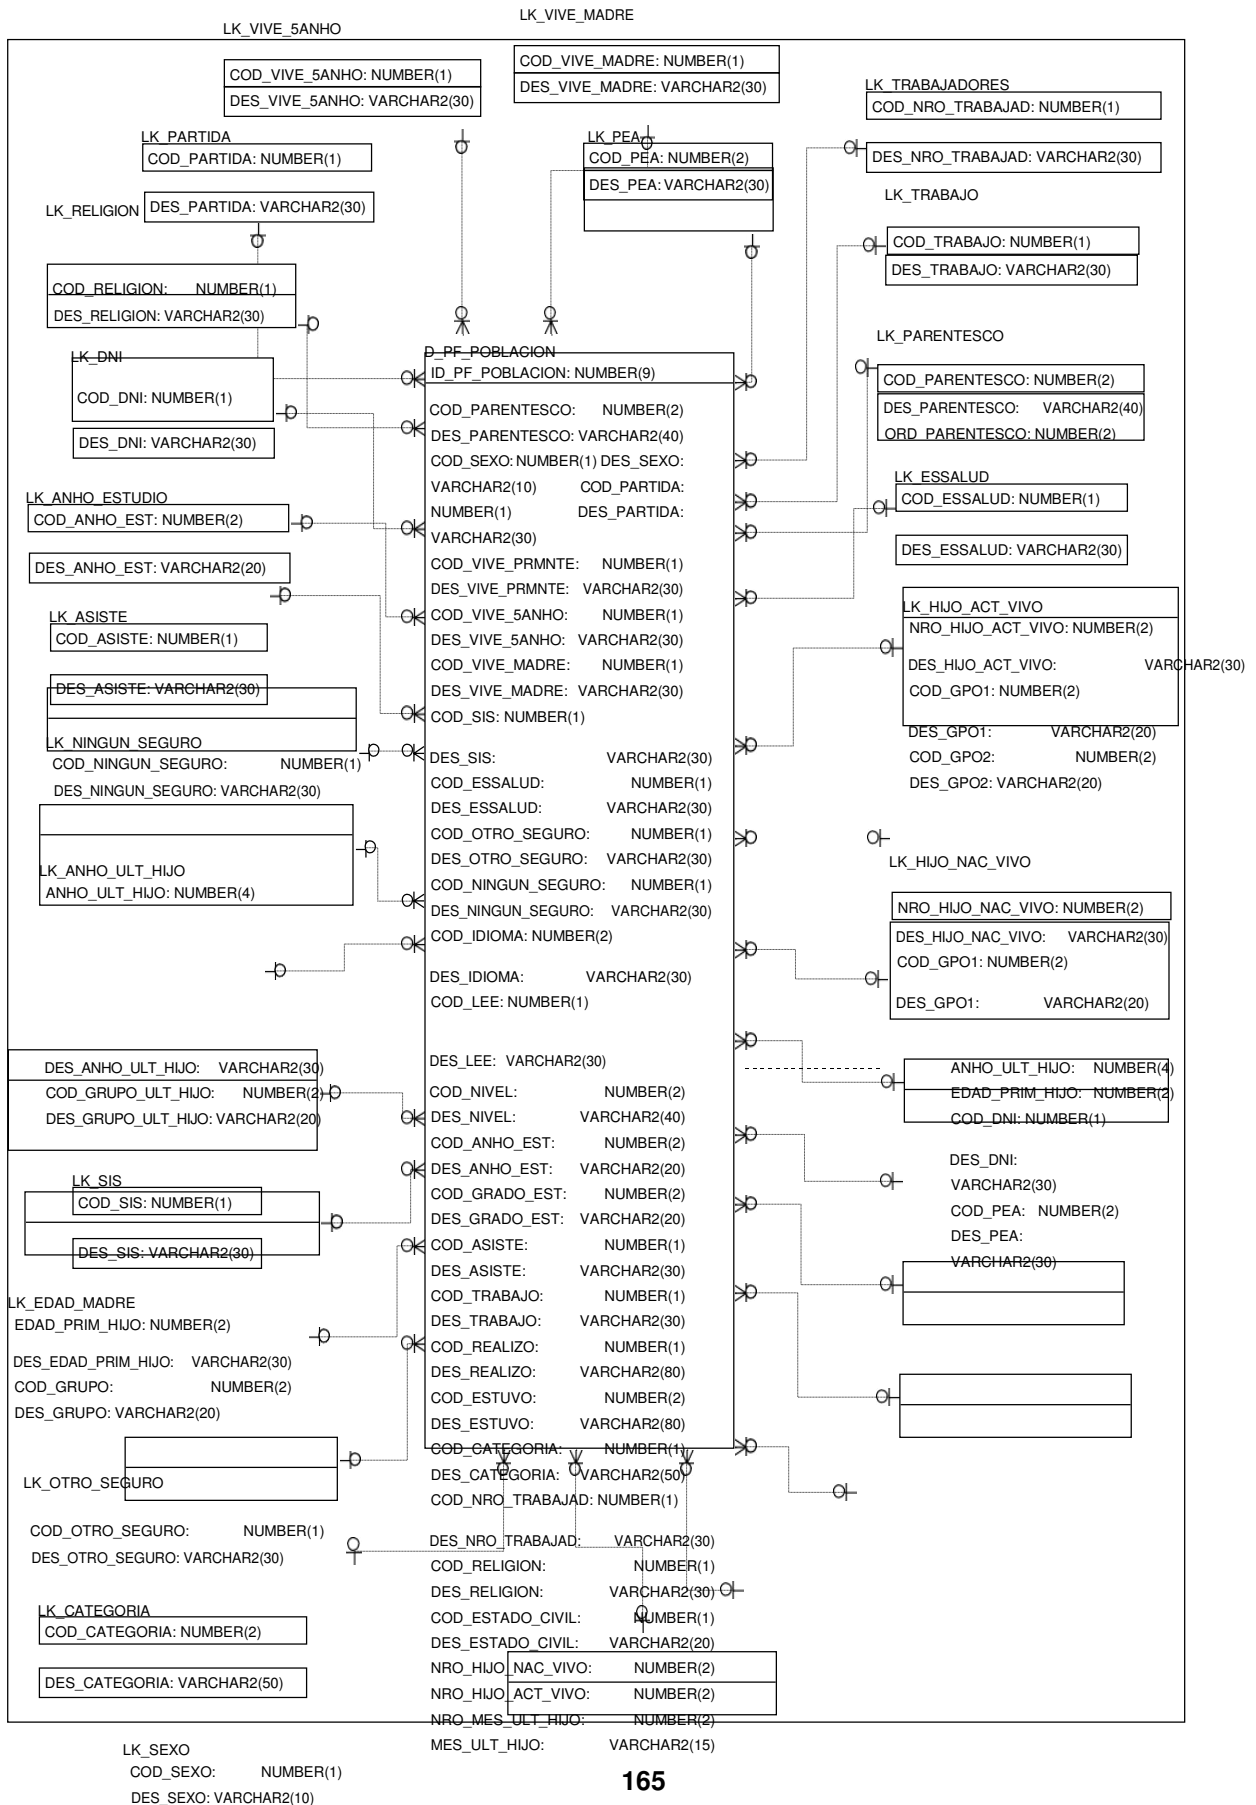 LK_VIVE_5ANHO
COD_VIVE_5ANHO: NUMBER(1)
DES_VIVE_5ANHO: VARCHAR2(30)
LK_VIVE_MADRE
COD_VIVE_MADRE: NUMBER(1)
DES_VIVE_MADRE: VARCHAR2(30)
LK_PARTIDA
COD_PARTIDA: NUMBER(1)
DES_PARTIDA: VARCHAR2(30)
LK_PEA
COD_PEA: NUMBER(2)
DES_PEA: VARCHAR2(30)
LK_RELIGION
COD_RELIGION: NUMBER(1)
DES_RELIGION: VARCHAR2(30)
LK_DNI
COD_DNI: NUMBER(1)
DES_DNI: VARCHAR2(30)
LK_ANHO_ESTUDIO
COD_ANHO_EST: NUMBER(2)
DES_ANHO_EST: VARCHAR2(20)
LK_ASISTE
COD_ASISTE: NUMBER(1)
DES_ASISTE: VARCHAR2(30)
LK_NINGUN_SEGURO
COD_NINGUN_SEGURO: NUMBER(1)
DES_NINGUN_SEGURO: VARCHAR2(30)
LK_ANHO_ULT_HIJO
ANHO_ULT_HIJO: NUMBER(4)
DES_ANHO_ULT_HIJO: VARCHAR2(30)
COD_GRUPO_ULT_HIJO: NUMBER(2)
DES_GRUPO_ULT_HIJO: VARCHAR2(20)
LK_SIS
COD_SIS: NUMBER(1)
DES_SIS: VARCHAR2(30)
LK_EDAD_MADRE
EDAD_PRIM_HIJO: NUMBER(2)
DES_EDAD_PRIM_HIJO: VARCHAR2(30)
COD_GRUPO: NUMBER(2)
DES_GRUPO: VARCHAR2(20)
LK_OTRO_SEGURO
COD_OTRO_SEGURO: NUMBER(1)
DES_OTRO_SEGURO: VARCHAR2(30)
LK_CATEGORIA
COD_CATEGORIA: NUMBER(2)
DES_CATEGORIA: VARCHAR2(50)
LK_SEXO
COD_SEXO: NUMBER(1)
DES_SEXO: VARCHAR2(10)
D_PF_POBLACION
ID_PF_POBLACION: NUMBER(9)
COD_PARENTESCO: NUMBER(2)
DES_PARENTESCO: VARCHAR2(40)
COD_SEXO: NUMBER(1) DES_SEXO:
VARCHAR2(10) COD_PARTIDA:
NUMBER(1) DES_PARTIDA:
VARCHAR2(30)
COD_VIVE_PRMNTE: NUMBER(1)
DES_VIVE_PRMNTE: VARCHAR2(30)
COD_VIVE_5ANHO: NUMBER(1)
DES_VIVE_5ANHO: VARCHAR2(30)
COD_VIVE_MADRE: NUMBER(1)
DES_VIVE_MADRE: VARCHAR2(30)
COD_SIS: NUMBER(1)
DES_SIS: VARCHAR2(30)
COD_ESSALUD: NUMBER(1)
DES_ESSALUD: VARCHAR2(30)
COD_OTRO_SEGURO: NUMBER(1)
DES_OTRO_SEGURO: VARCHAR2(30)
COD_NINGUN_SEGURO: NUMBER(1)
DES_NINGUN_SEGURO: VARCHAR2(30)
COD_IDIOMA: NUMBER(2)
DES_IDIOMA: VARCHAR2(30)
COD_LEE: NUMBER(1)
DES_LEE: VARCHAR2(30)
COD_NIVEL: NUMBER(2)
DES_NIVEL: VARCHAR2(40)
COD_ANHO_EST: NUMBER(2)
DES_ANHO_EST: VARCHAR2(20)
COD_GRADO_EST: NUMBER(2)
DES_GRADO_EST: VARCHAR2(20)
COD_ASISTE: NUMBER(1)
DES_ASISTE: VARCHAR2(30)
COD_TRABAJO: NUMBER(1)
DES_TRABAJO: VARCHAR2(30)
COD_REALIZO: NUMBER(1)
DES_REALIZO: VARCHAR2(80)
COD_ESTUVO: NUMBER(2)
DES_ESTUVO: VARCHAR2(80)
COD_CATEGORIA: NUMBER(1)
DES_CATEGORIA: VARCHAR2(50)
COD_NRO_TRABAJAD: NUMBER(1)
DES_NRO_TRABAJAD: VARCHAR2(30)
COD_RELIGION: NUMBER(1)
DES_RELIGION: VARCHAR2(30)
COD_ESTADO_CIVIL: NUMBER(1)
DES_ESTADO_CIVIL: VARCHAR2(20)
NRO_HIJO_NAC_VIVO: NUMBER(2)
NRO_HIJO_ACT_VIVO: NUMBER(2)
NRO_MES_ULT_HIJO: NUMBER(2)
MES_ULT_HIJO: VARCHAR2(15)
LK_TRABAJADORES
COD_NRO_TRABAJAD: NUMBER(1)
DES_NRO_TRABAJAD: VARCHAR2(30)
LK_TRABAJO
COD_TRABAJO: NUMBER(1)
DES_TRABAJO: VARCHAR2(30)
LK_PARENTESCO
COD_PARENTESCO: NUMBER(2)
DES_PARENTESCO: VARCHAR2(40)
ORD_PARENTESCO: NUMBER(2)
LK_ESSALUD
COD_ESSALUD: NUMBER(1)
DES_ESSALUD: VARCHAR2(30)
LK_HIJO_ACT_VIVO
NRO_HIJO_ACT_VIVO: NUMBER(2)
DES_HIJO_ACT_VIVO: VARCHAR2(30)
COD_GPO1: NUMBER(2)
DES_GPO1: VARCHAR2(20)
COD_GPO2: NUMBER(2)
DES_GPO2: VARCHAR2(20)
LK_HIJO_NAC_VIVO
NRO_HIJO_NAC_VIVO: NUMBER(2)
DES_HIJO_NAC_VIVO: VARCHAR2(30)
COD_GPO1: NUMBER(2)
DES_GPO1: VARCHAR2(20)
ANHO_ULT_HIJO: NUMBER(4)
EDAD_PRIM_HIJO: NUMBER(2)
COD_DNI: NUMBER(1)
DES_DNI:
VARCHAR2(30)
COD_PEA: NUMBER(2)
DES_PEA:
VARCHAR2(30)
165